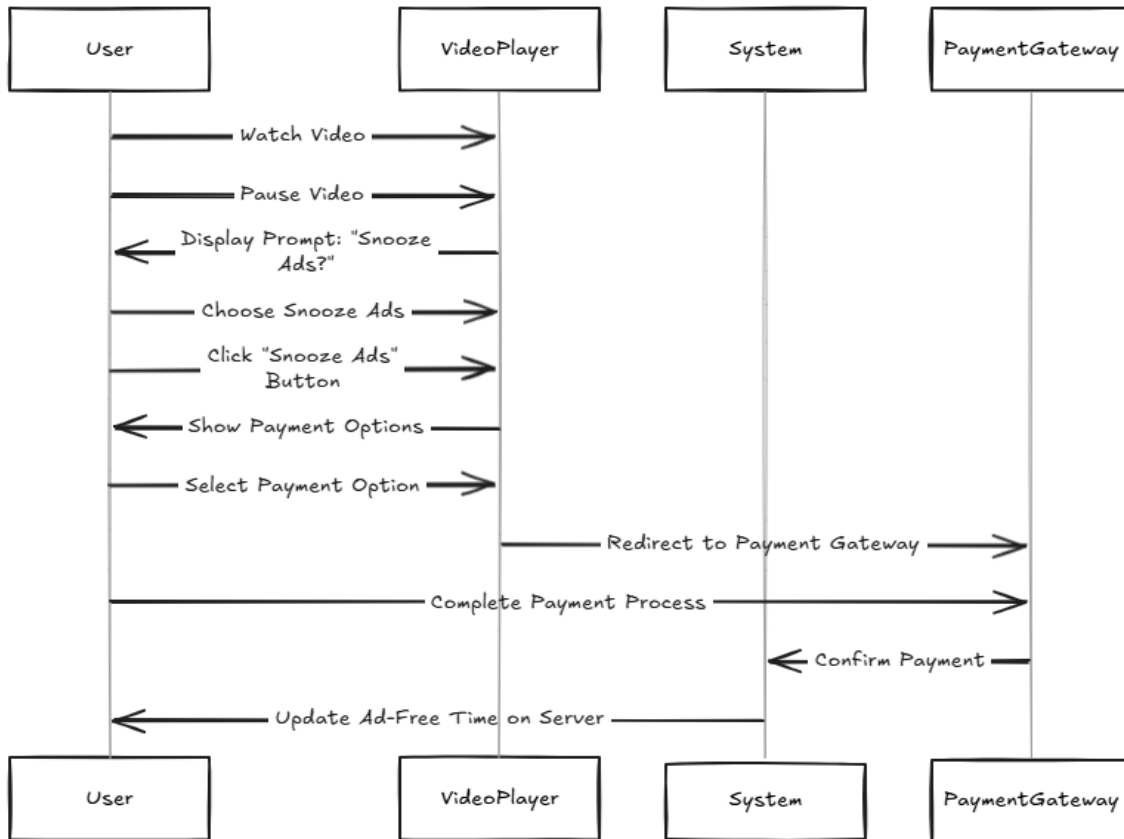 User
VideoPlayer
System
PaymentGateway
Watch Video
Pause Video
Display Prompt: "Snooze
Ads?"
Choose Snooze Ads
Click "Snooze Ads"
Button
Show Payment Options
Select Payment Option
Redirect to Payment Gateway
Complete Payment Process
Confirm Payment
Update Ad-Free Time on Server
User
VideoPlayer
System
PaymentGateway